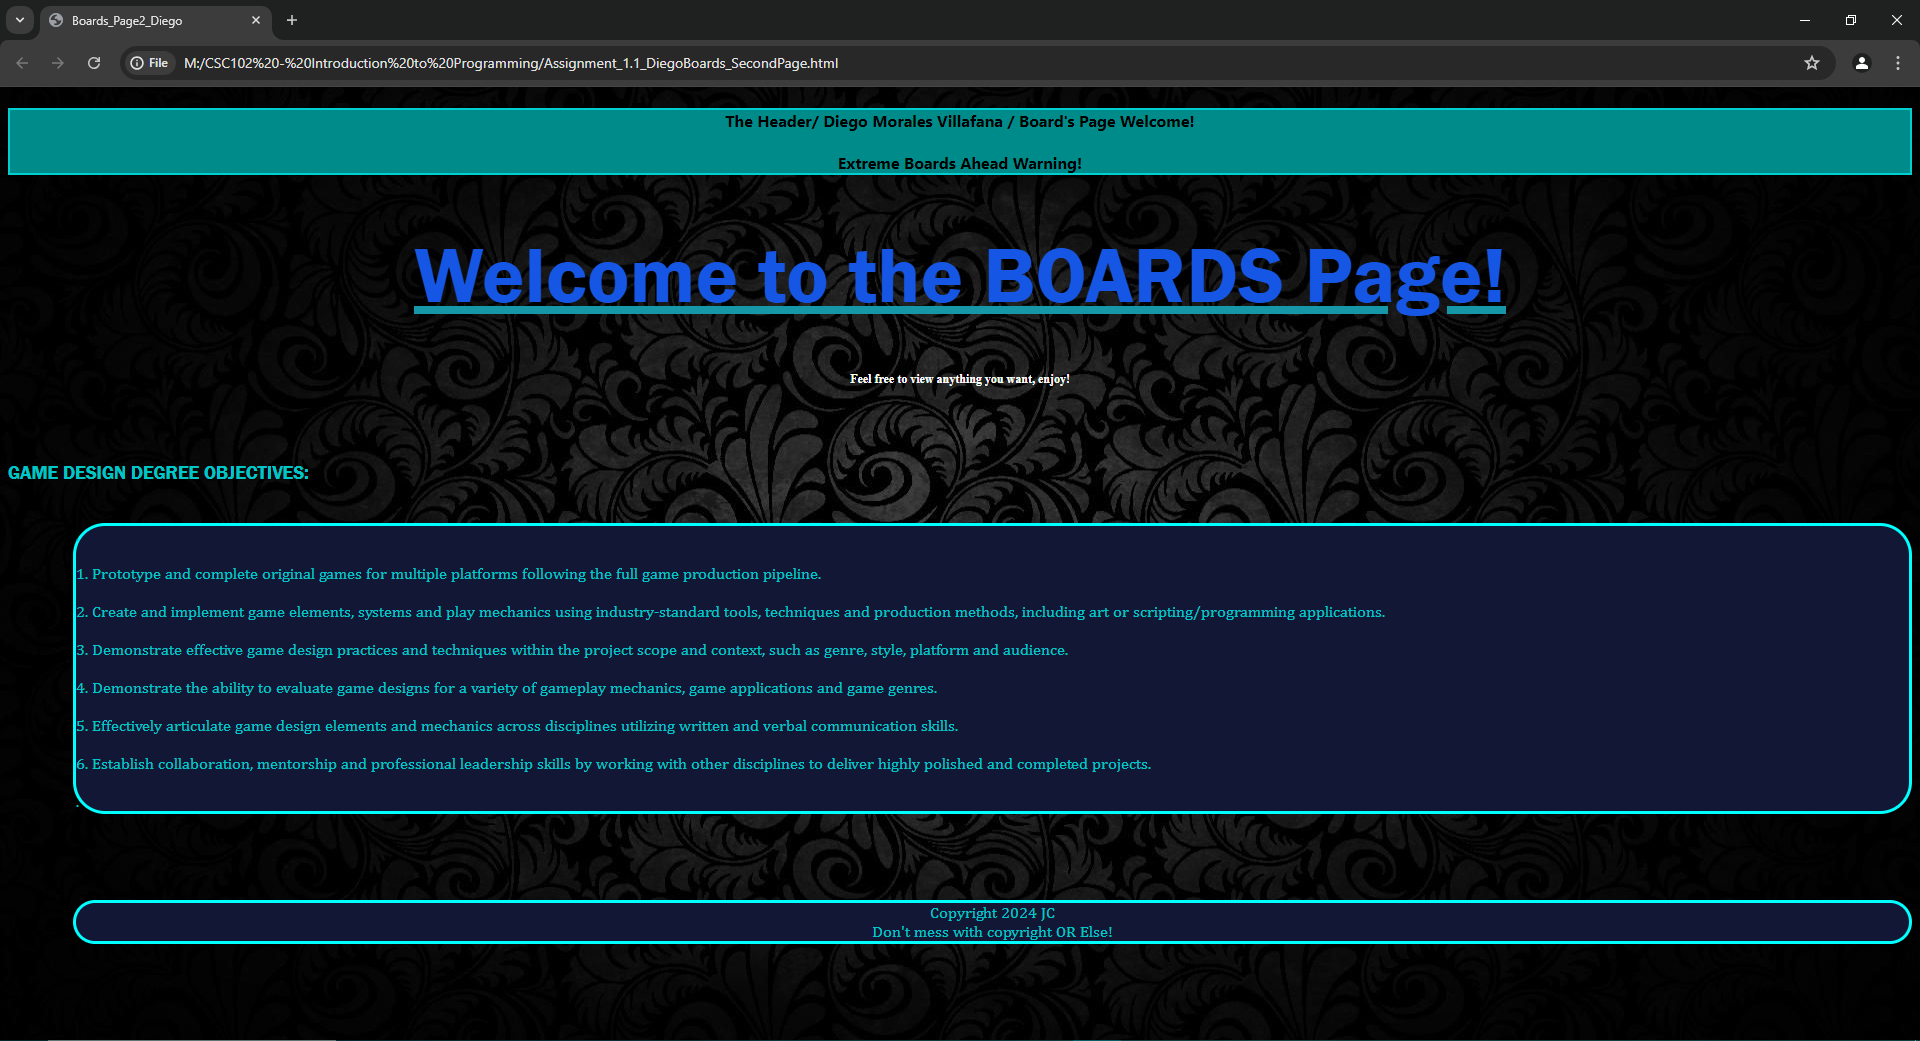 Boards_Page2_Diego
File M:/CSC102%20-%20Introduction%20to%20Programming/Assignment_1.1_DiegoBoards_SecondPage.html
The Header/ Diego Morales Villafana / Board's Page Welcome!
Extreme Boards Ahead Warning!
Welcome to the BOARDS Page!
Feel free to view anything you want, enjoy!
GAME DESIGN DEGREE OBJECTIVES:
1. Prototype and complete original games for multiple platforms following the full game production pipeline.
2. Create and implement game elements, systems and play mechanics using industry-standard tools, techniques and production methods, including art or scripting/programming applications.
3. Demonstrate effective game design practices and techniques within the project scope and context, such as genre, style, platform and audience.
4. Demonstrate the ability to evaluate game designs for a variety of gameplay mechanics, game applications and game genres.
5. Effectively articulate game design elements and mechanics across disciplines utilizing written and verbal communication skills.
6. Establish collaboration, mentorship and professional leadership skills by working with other disciplines to deliver highly polished and completed projects.
.
Copyright 2024 JC
Don't mess with copyright OR Else!